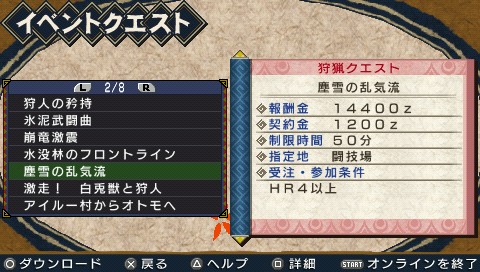 イベントクエスト
L 2/8 R
狩人の矜持
氷泥武闘曲
崩竜激震
水没林のフロントライン
塵雪の乱気流
激走！ 白兎獣と狩人
アイルー村からオトモへ
狩猟クエスト
塵雪の乱気流
報酬金 14400z
契約金 1200z
制限時間 50分
指定地 闘技場
受注・参加条件
HR4以上
○ダウンロード ×戻る △ヘルプ □詳細 START オンラインを終了